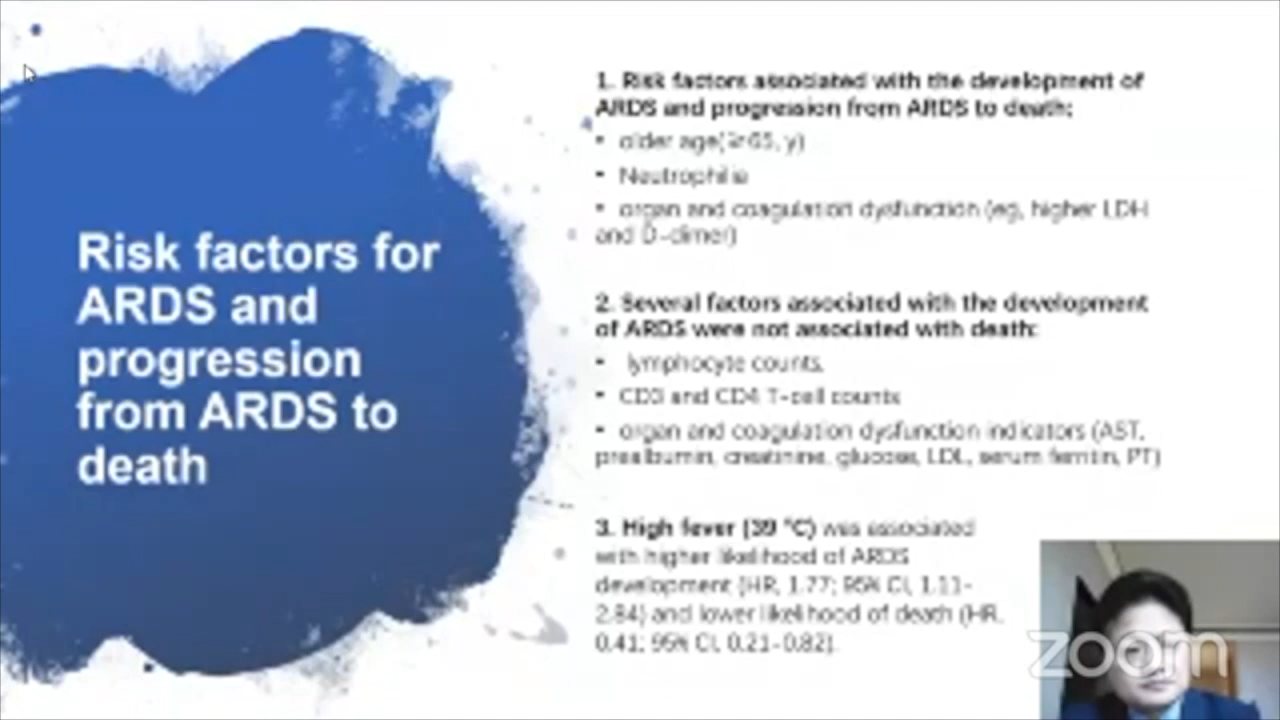 Risk factors for
ARDS and
progression
from ARDS to
death
1. Risk factors associated with the development of
ARDS and progression from ARDS to death:
• older age(≥65, y)
• Neutrophilia
• organ and coagulation dysfunction (eg, higher LDH
and D-dimer)
2. Several factors associated with the development
of ARDS were not associated with death:
• lymphocyte counts,
• CD3 and CD4 T-cell counts
• organ and coagulation dysfunction indicators (AST,
prealbumin, creatinine, glucose, LDL, serum ferritin, PT)
3. High fever (39 °C) was associated
with higher likelihood of ARDS
development (HR, 1.77; 95% CI, 1.11-
2.84) and lower likelihood of death (HR,
0.41; 95% CI, 0.21-0.82).
zoom